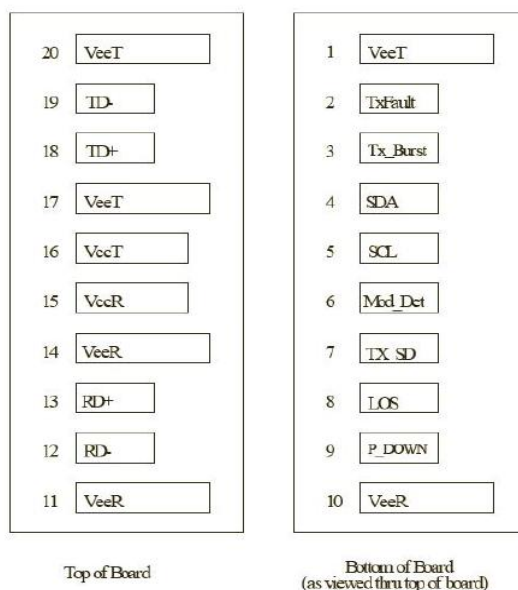 20 VeeT
19 TD-
18 TD+
17 VeeT
16 VccT
15 VccR
14 VeeR
13 RD+
12 RD-
11 VeeR
Top of Board
1 VeeT
2 TxFault
3 Tx_Burst
4 SDA
5 SCL
6 Mod_Det
7 TX_SD
8 LOS
9 P_DOWN
10 VeeR
Bottom of Board
(as viewed thru top of board)